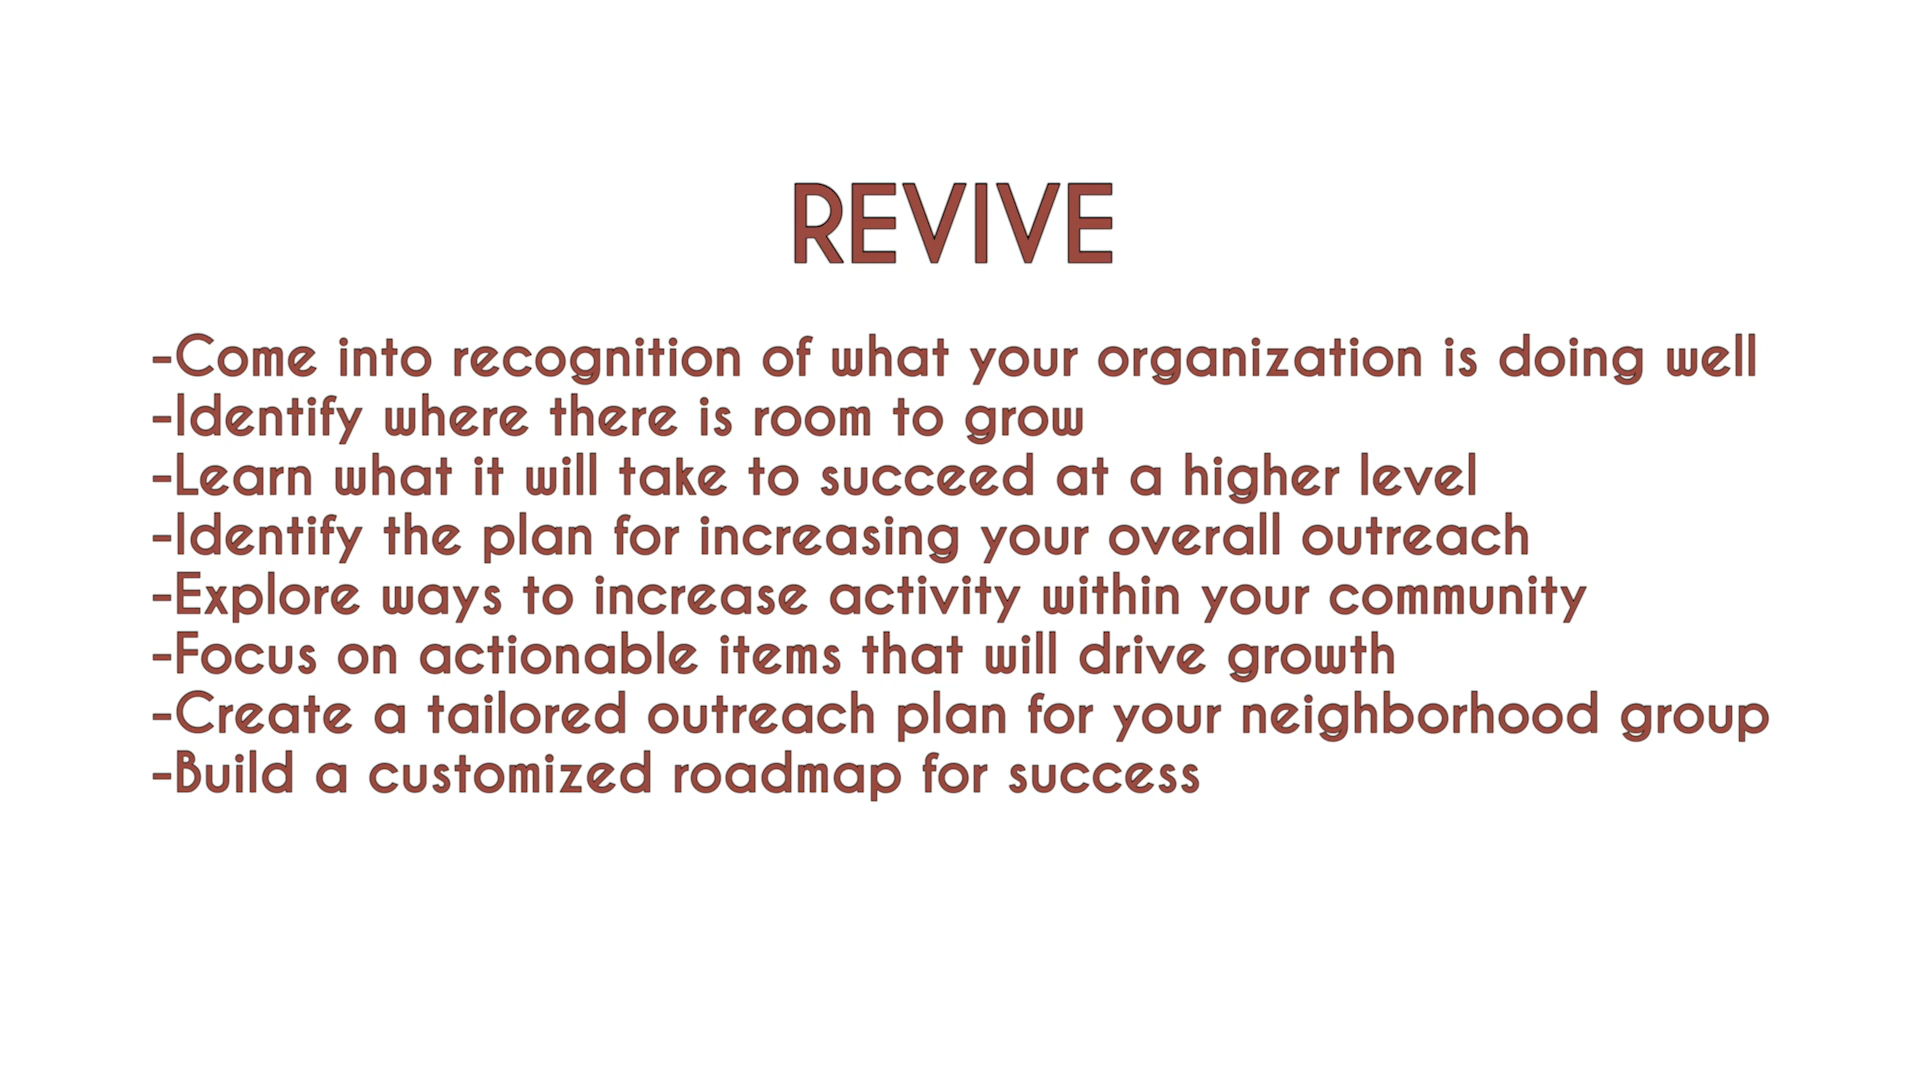 REVIVE
-Come into recognition of what your organization is doing well
-Identify where there is room to grow
-Learn what it will take to succeed at a higher level
-Identify the plan for increasing your overall outreach
-Explore ways to increase activity within your community
-Focus on actionable items that will drive growth
-Create a tailored outreach plan for your neighborhood group
-Build a customized roadmap for success